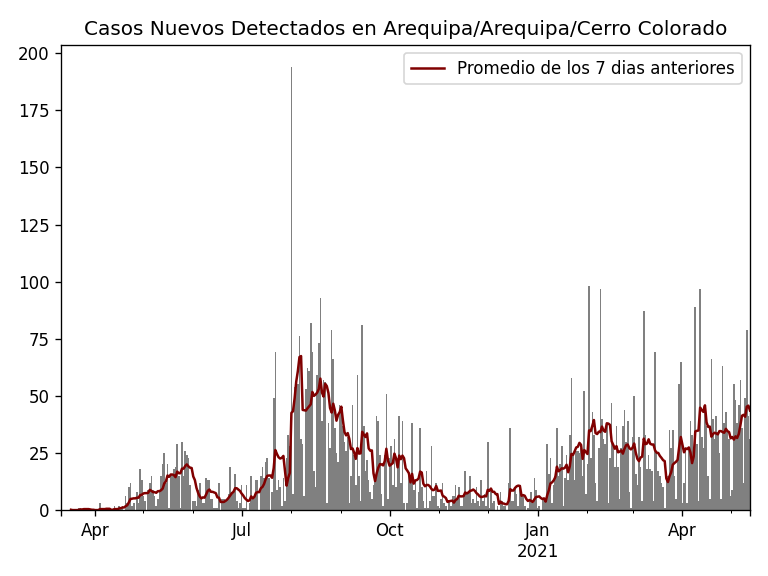 Casos Nuevos Detectados en Arequipa/Arequipa/Cerro Colorado
Promedio de los 7 dias anteriores
200
175
150
125
100
75
50
25
0
Apr
Jul
Oct
Jan
2021
Apr